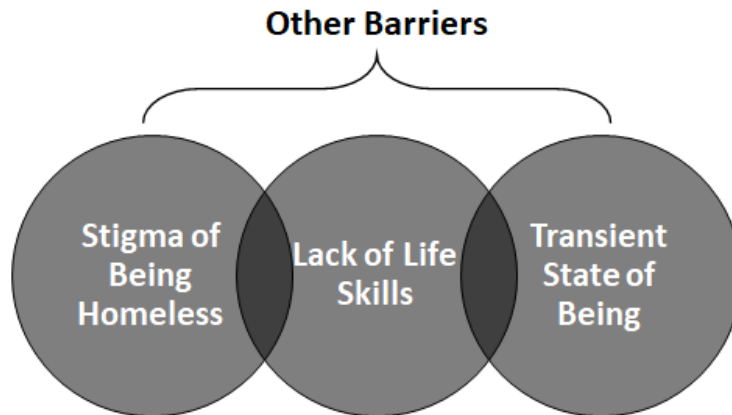 Other Barriers
Stigma of
Being
Homeless
Lack of Life
Skills
Transient
State of
Being